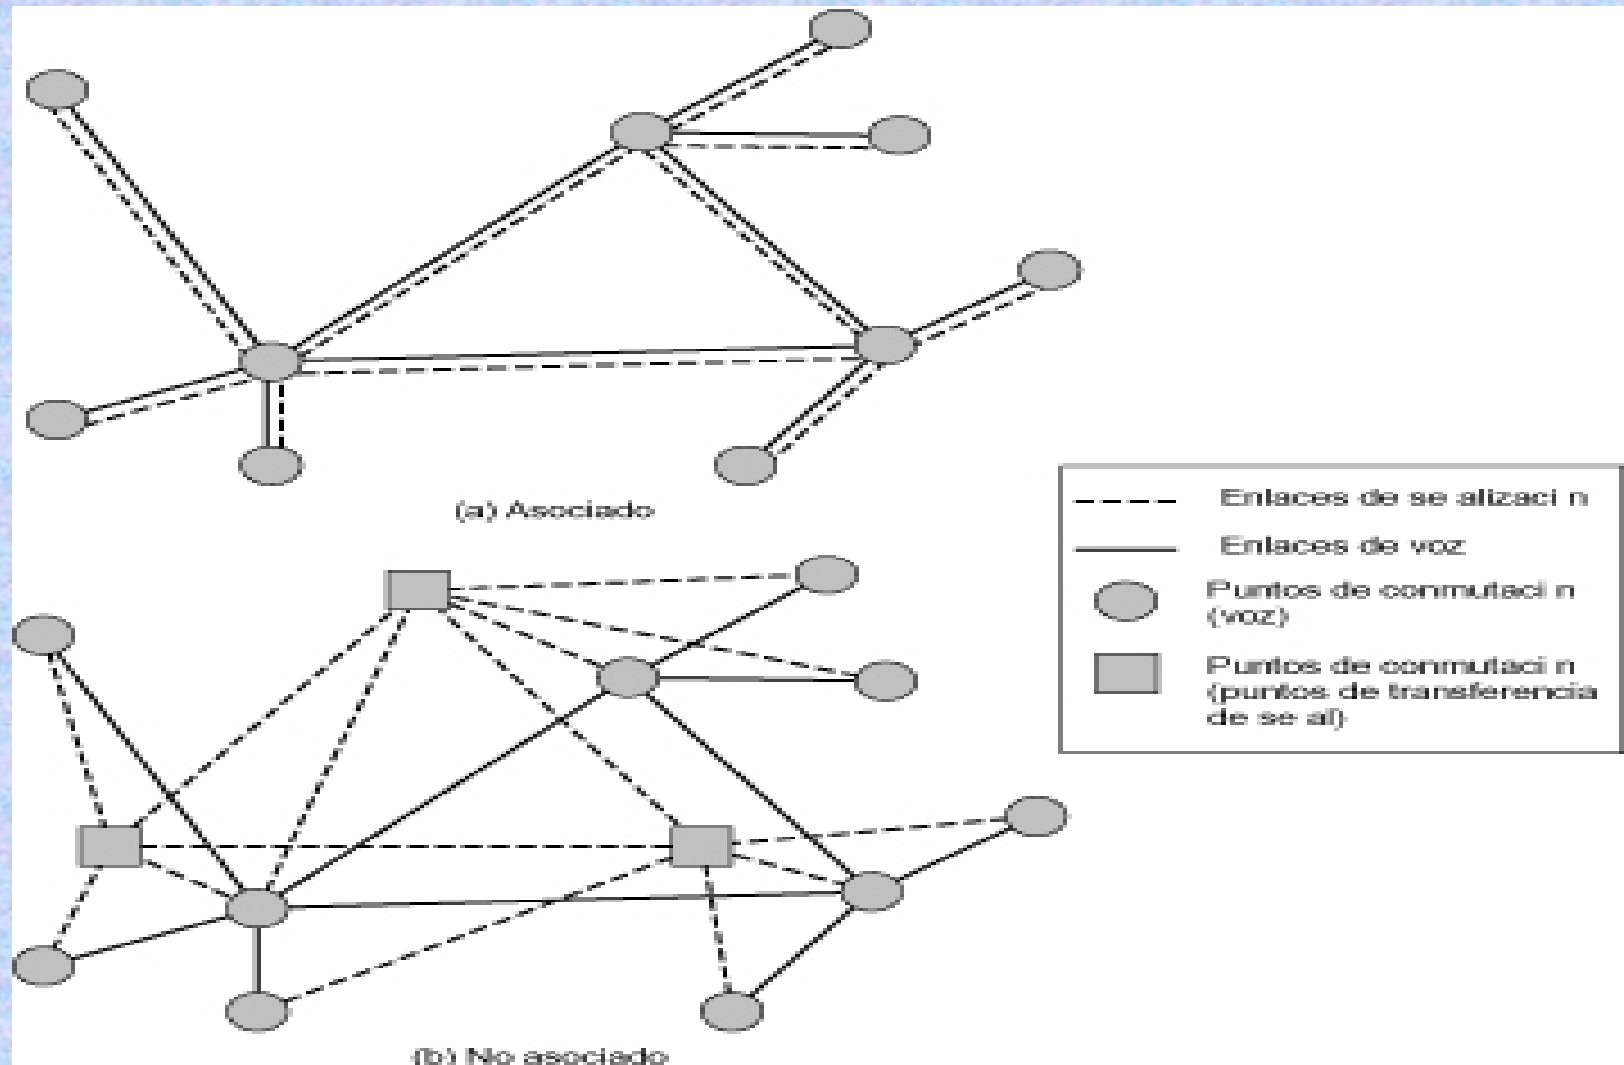 (a) Asociado
Enlaces de se alizaci n
Enlaces de voz
Puntos de conmutaci n
(voz)
Puntos de conmutaci n
(puntos de transferencia
de se al)
(b) No asociado